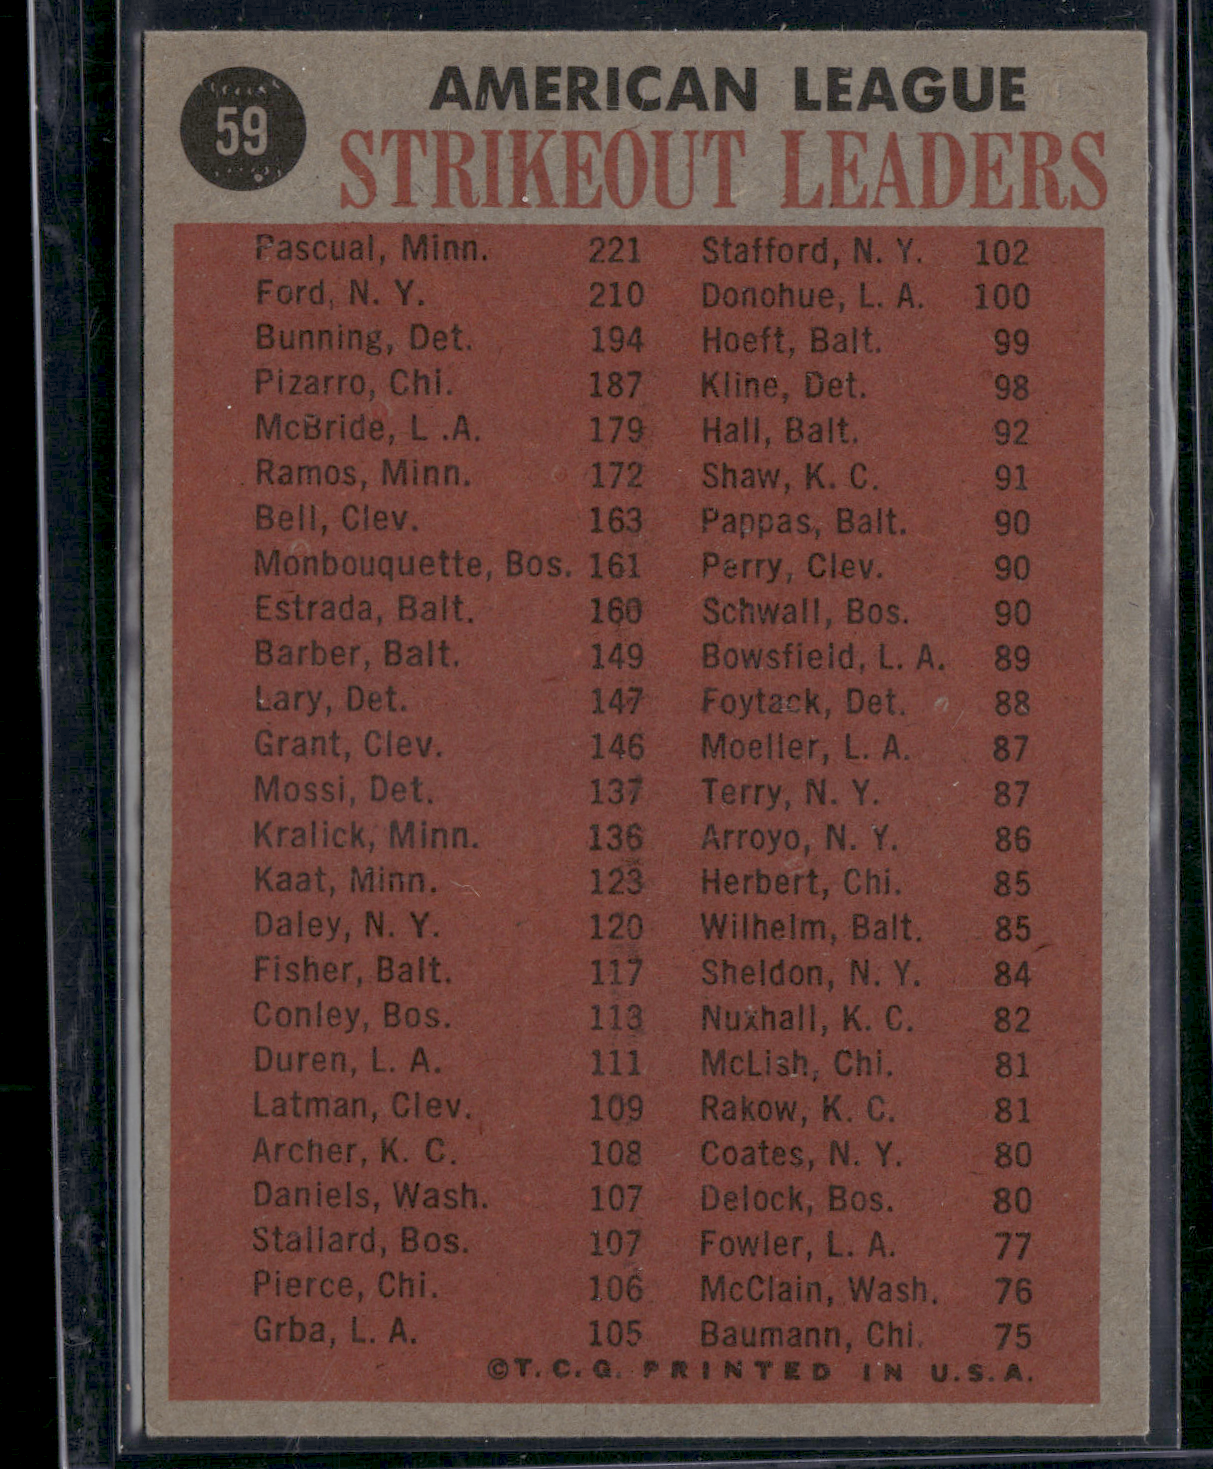 59
AMERICAN LEAGUE
STRIKEOUT LEADERS
Pascual, Minn. 221
Ford, N. Y. 210
Bunning, Det. 194
Pizarro, Chi. 187
McBride, L .A. 179
Ramos, Minn. 172
Bell, Clev. 163
Monbouquette, Bos. 161
Estrada, Balt. 160
Barber, Balt. 149
Lary, Det. 147
Grant, Clev. 146
Mossi, Det. 137
Kralick, Minn. 136
Kaat, Minn. 123
Daley, N. Y. 120
Fisher, Balt. 117
Conley, Bos. 113
Duren, L. A. 111
Latman, Clev. 109
Archer, K. C. 108
Daniels, Wash. 107
Stallard, Bos. 107
Pierce, Chi. 106
Grba, L. A. 105
Stafford, N. Y. 102
Donohue, L. A. 100
Hoeft, Balt. 99
Kline, Det. 98
Hall, Balt. 92
Shaw, K. C. 91
Pappas, Balt. 90
Perry, Clev. 90
Schwall, Bos. 90
Bowsfield, L. A. 89
Foytack, Det. 88
Moeller, L. A. 87
Terry, N. Y. 87
Arroyo, N. Y. 86
Herbert, Chi. 85
Wilhelm, Balt. 85
Sheldon, N. Y. 84
Nuxhall, K. C. 82
McLish, Chi. 81
Rakow, K. C. 81
Coates, N. Y. 80
Delock, Bos. 80
Fowler, L. A. 77
McClain, Wash. 76
Baumann, Chi. 75
©T. C. G. PRINTED IN U.S.A.